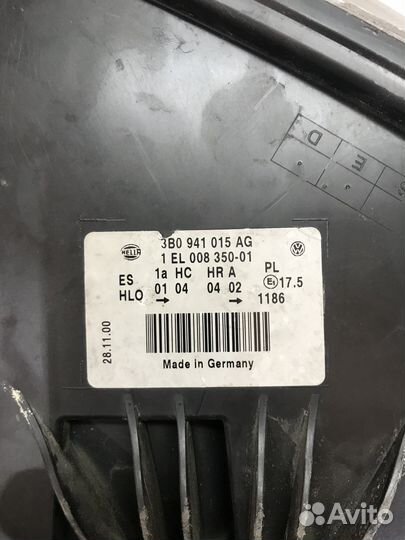 D
E
HELLA
3B0 941 015 AG
1 EL 008 350-01
1a HC HR A PL
ES 01 04 04 02 E1 17.5
HLO → → 1186
28.11.00
Made in Germany
Avito